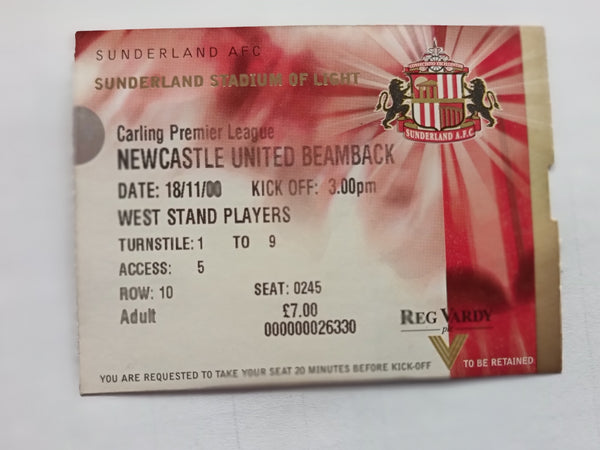 SUNDERLAND AFC
SUNDERLAND STADIUM OF LIGHT
SUNDERLAND A.F.C.
Carling Premier League
NEWCASTLE UNITED BEAMBACK
DATE: 18/11/00 KICK OFF: 3.00pm
WEST STAND PLAYERS
TURNSTILE: 1 TO 9
ACCESS: 5
ROW: 10 SEAT: 0245
Adult £7.00
000000026330
REG VARDY
plc
YOU ARE REQUESTED TO TAKE YOUR SEAT 20 MINUTES BEFORE KICK-OFF
TO BE RETAINED